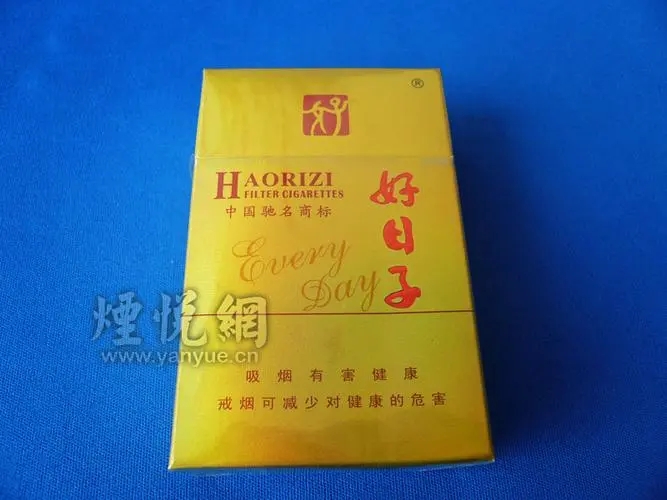 ®
HAORIZI
FILTER CIGARETTES
中国驰名商标
好日子
Every
Day
煙悦網
www.yanyue.cn
吸烟有害健康
戒烟可减少对健康的危害